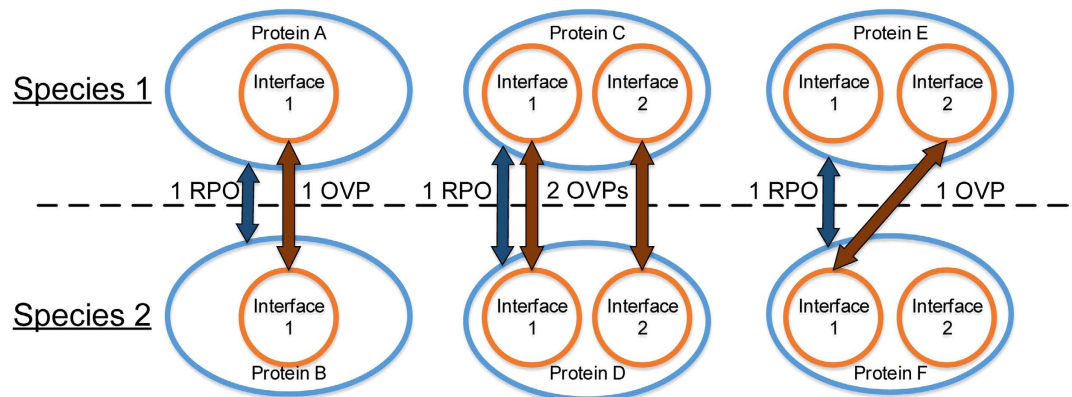 Protein A
Protein C
Protein E
Species 1
Interface
1
Interface
1
Interface
2
Interface
1
Interface
2
1 RPO
1 OVP
1 RPO
2 OVPs
1 RPO
1 OVP
Species 2
Interface
1
Interface
1
Interface
2
Interface
1
Interface
2
Protein B
Protein D
Protein F